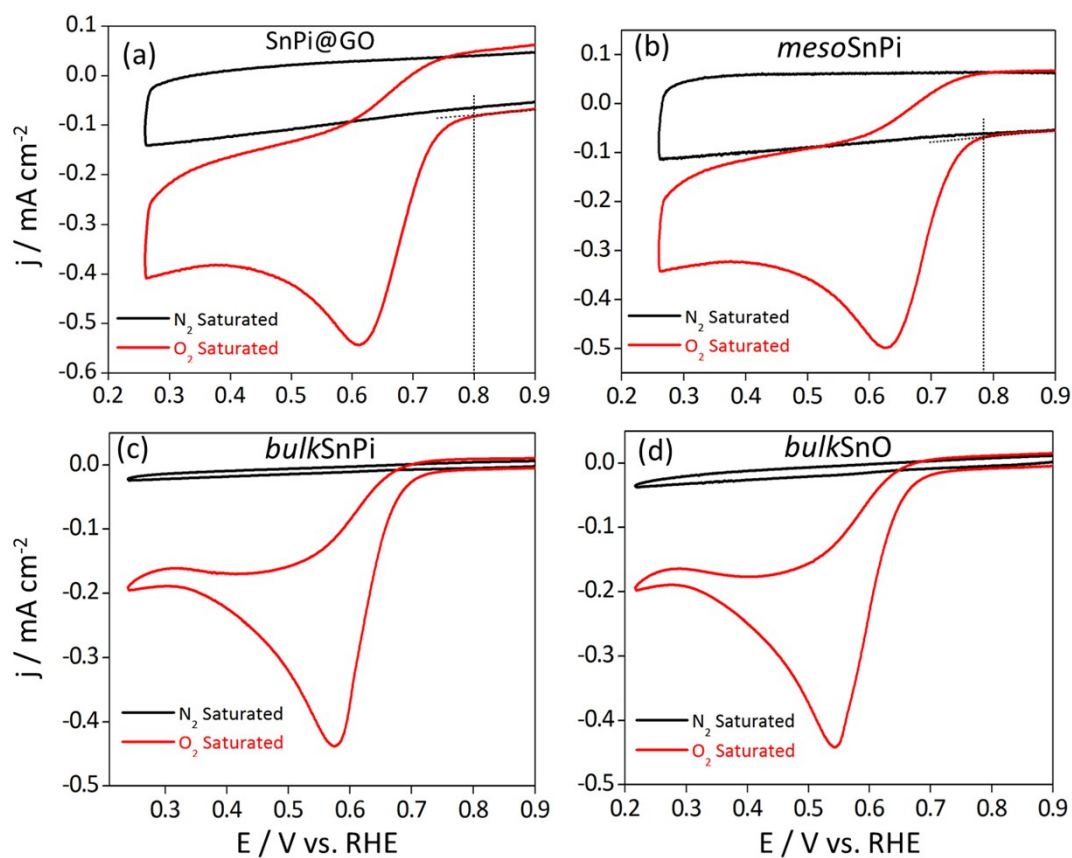 (a) SnPi@GO
0.1
0.0
-0.1
-0.2
-0.3
-0.4
-0.5
-0.6
j / mA cm⁻²
N₂ Saturated
O₂ Saturated
0.2 0.3 0.4 0.5 0.6 0.7 0.8 0.9
(b) mesoSnPi
0.1
0.0
-0.1
-0.2
-0.3
-0.4
-0.5
N₂ Saturated
O₂ Saturated
0.2 0.3 0.4 0.5 0.6 0.7 0.8 0.9
(c) bulkSnPi
0.0
-0.1
-0.2
-0.3
-0.4
-0.5
j / mA cm⁻²
N₂ Saturated
O₂ Saturated
0.3 0.4 0.5 0.6 0.7 0.8 0.9
E / V vs. RHE
(d) bulkSnO
0.0
-0.1
-0.2
-0.3
-0.4
-0.5
N₂ Saturated
O₂ Saturated
0.2 0.3 0.4 0.5 0.6 0.7 0.8 0.9
E / V vs. RHE